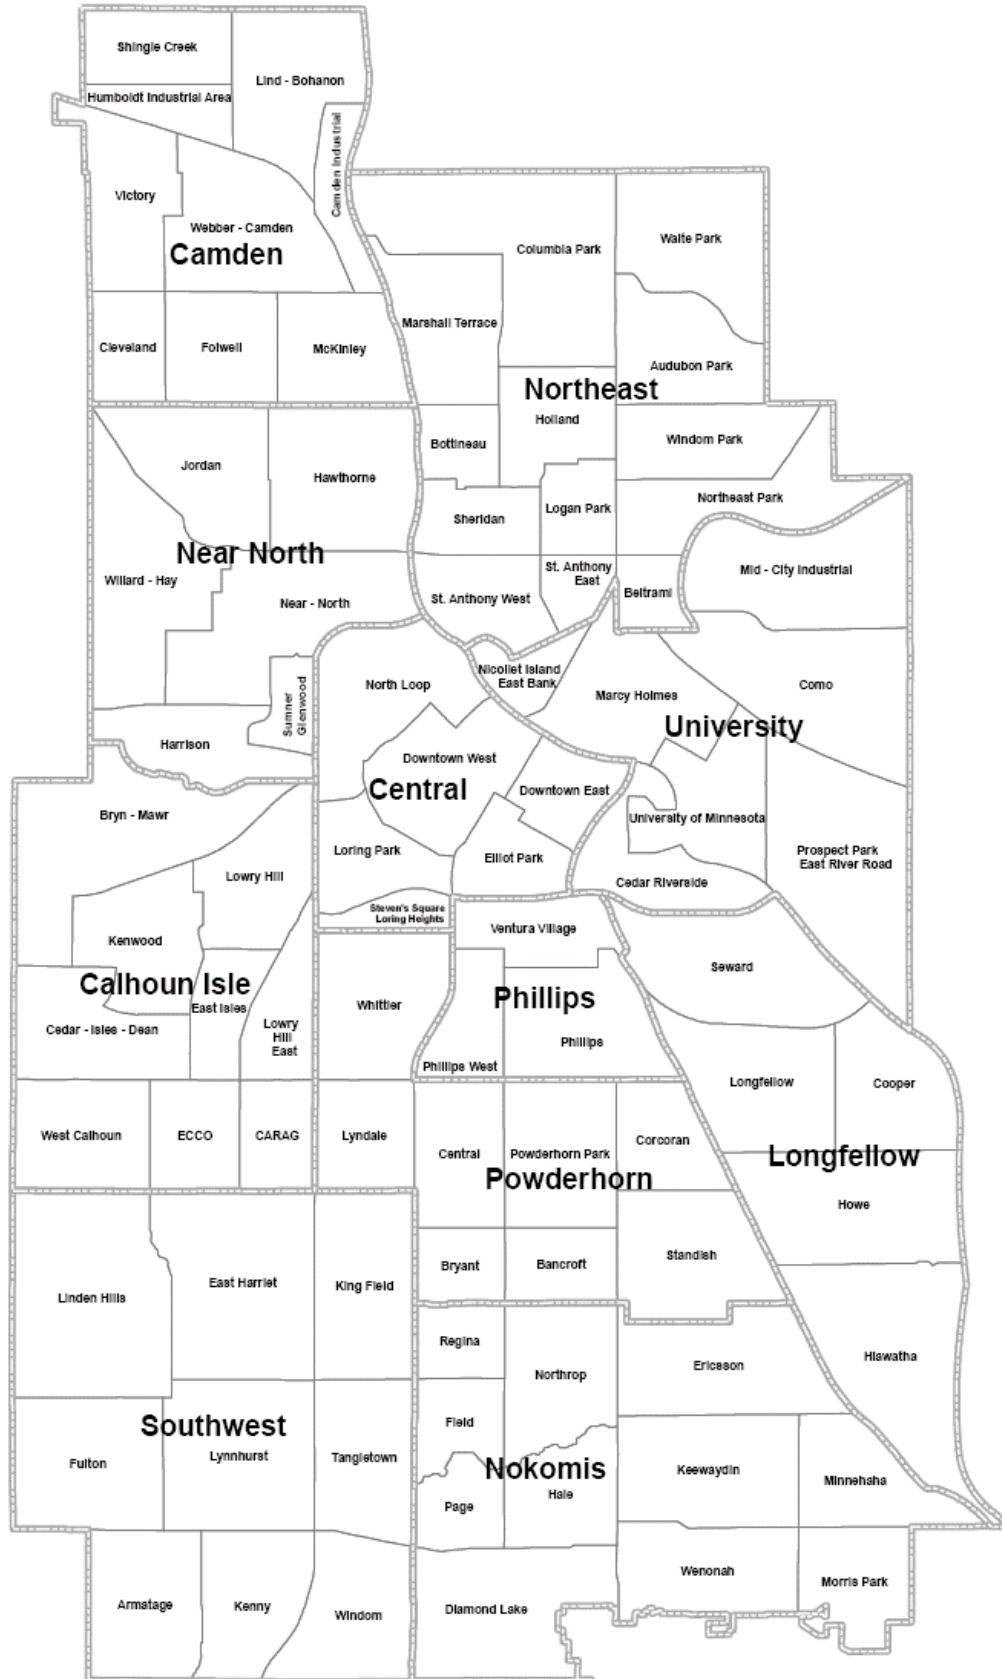 Shingle Creek
Lind - Bohanon
Humboldt Industrial Area
Camden Industrial
Victory
Webber - Camden
Camden
Cleveland
Folwell
McKinley
Columbia Park
Waite Park
Marshall Terrace
Audubon Park
Northeast
Holland
Bottineau
Windom Park
Jordan
Hawthorne
Sheridan
Logan Park
Northeast Park
Near North
Willard - Hay
Near - North
St. Anthony West
St. Anthony
East
Beltrami
Mid - City Industrial
Nicollet Island
East Bank
North Loop
Marcy Holmes
Como
Sumner
Glenwood
Harrison
University
Downtown West
Central
Downtown East
Bryn - Mawr
University of Minnesota
Loring Park
Elliot Park
Prospect Park
East River Road
Lowry Hill
Cedar Riverside
Steven's Square
Loring Heights
Ventura Village
Kenwood
Seward
Calhoun Isle
East Isles
Whittier
Phillips
Cedar - Isles - Dean
Lowry
Hill
East
Phillips
Phillips West
Longfellow
Cooper
West Calhoun
ECCO
CARAG
Lyndale
Central
Powderhorn Park
Corcoran
Powderhorn
Longfellow
Howe
Bryant
Bancroft
Standish
Linden Hills
East Harriet
King Field
Regina
Northrop
Ericsson
Hiawatha
Southwest
Field
Fulton
Lynnhurst
Tangletown
Nokomis
Keewaydin
Minnehaha
Page
Hale
Wenonah
Morris Park
Armatage
Kenny
Windom
Diamond Lake